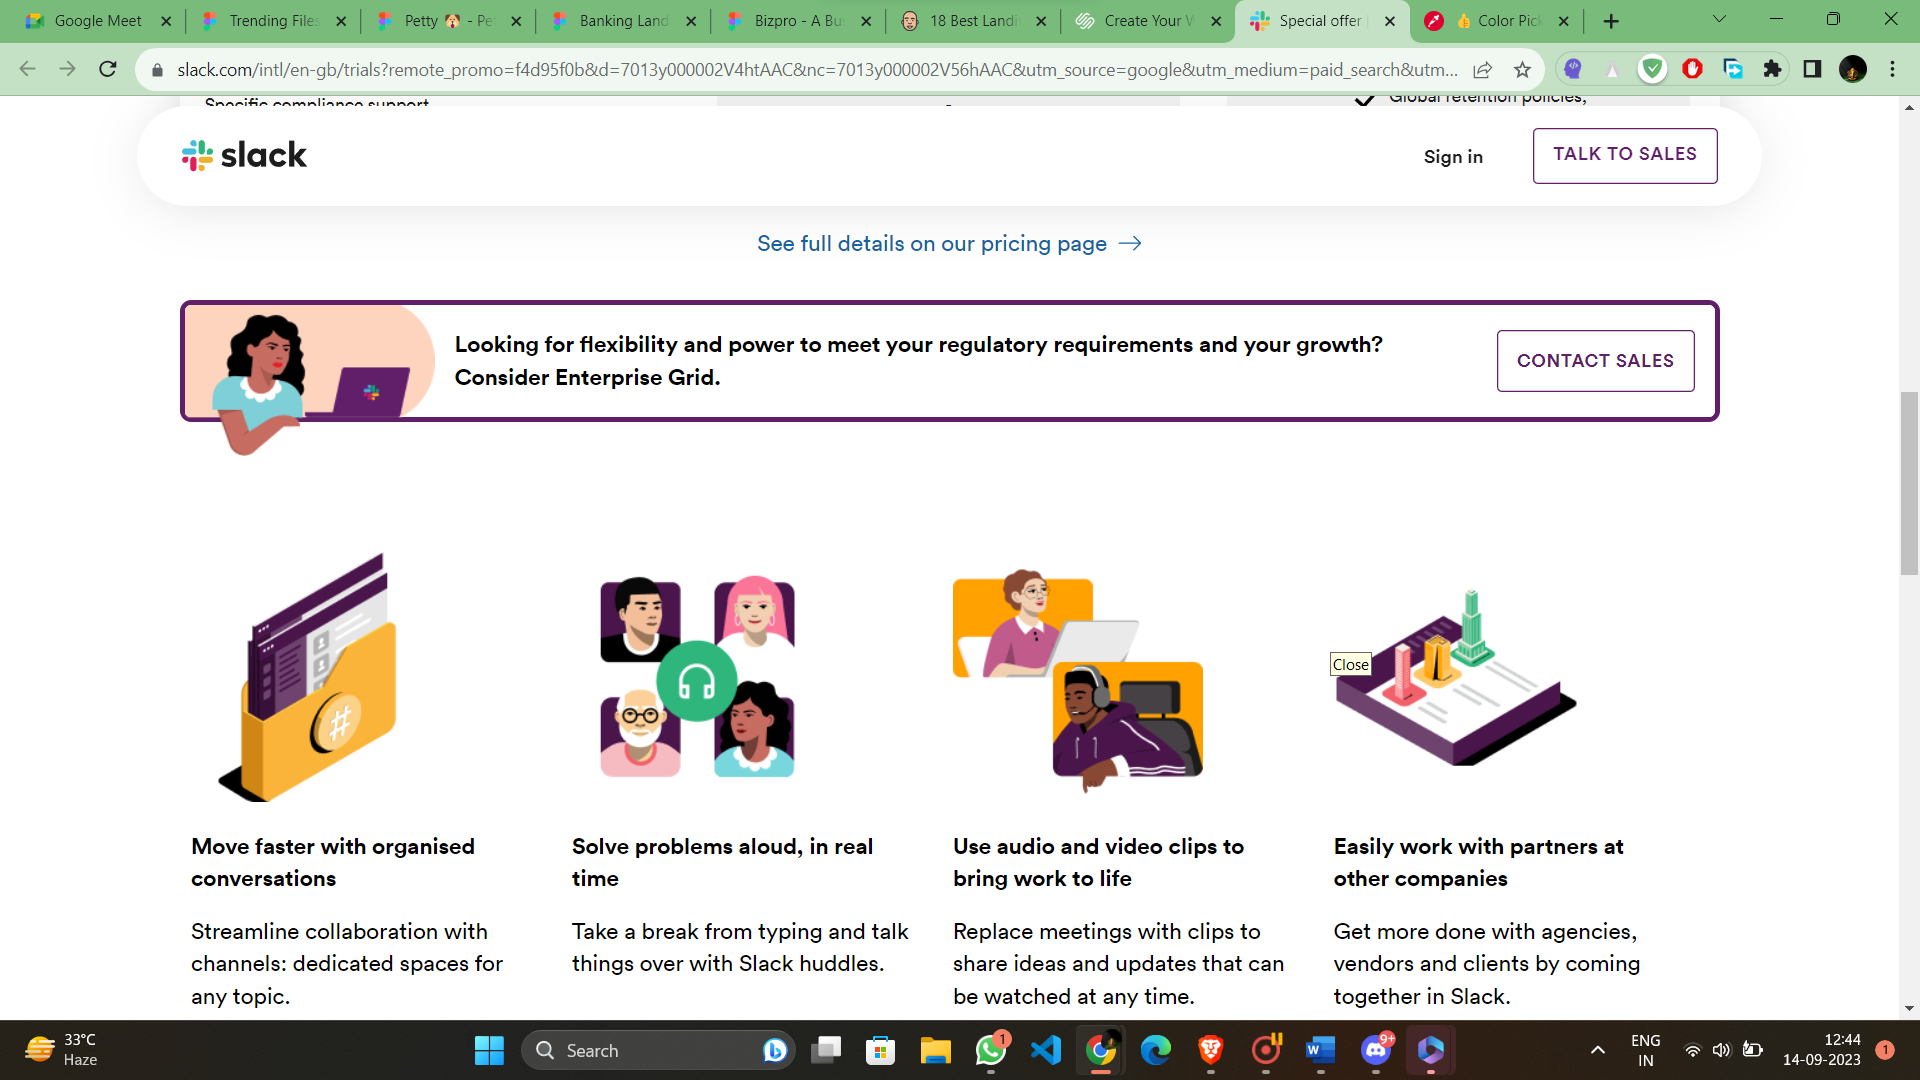 Google Meet
Trending Files
Petty 🐶 - Pe
Banking Land
Bizpro - A Bu
18 Best Landi
Create Your W
Special offer
👍 Color Pick
slack.com/intl/en-gb/trials?remote_promo=f4d95f0b&d=7013y000002V4htAAC&nc=7013y000002V56hAAC&utm_source=google&utm_medium=paid_search&utm...
Specific compliance support
Global retention policies,
slack
Sign in
TALK TO SALES
See full details on our pricing page →
Looking for flexibility and power to meet your regulatory requirements and your growth?
Consider Enterprise Grid.
CONTACT SALES
#
Close
Move faster with organised
conversations
Streamline collaboration with
channels: dedicated spaces for
any topic.
Solve problems aloud, in real
time
Take a break from typing and talk
things over with Slack huddles.
Use audio and video clips to
bring work to life
Replace meetings with clips to
share ideas and updates that can
be watched at any time.
Easily work with partners at
other companies
Get more done with agencies,
vendors and clients by coming
together in Slack.
33°C
Haze
Search
1
W
9+
ENG
IN
12:44
14-09-2023
1